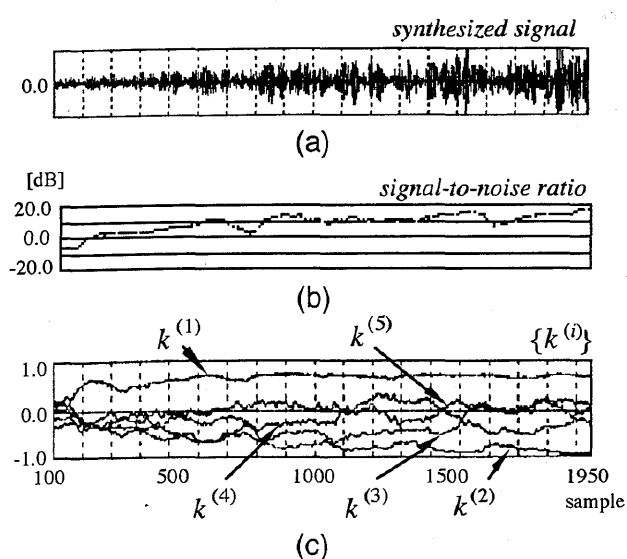 synthesized signal
0.0
(a)
[dB]
signal-to-noise ratio
20.0
0.0
-20.0
(b)
k(1)
k(5)
{k(i)}
1.0
0.0
-1.0
100 500 1000 1500 1950
k(4)
k(3)
k(2)
sample
(c)